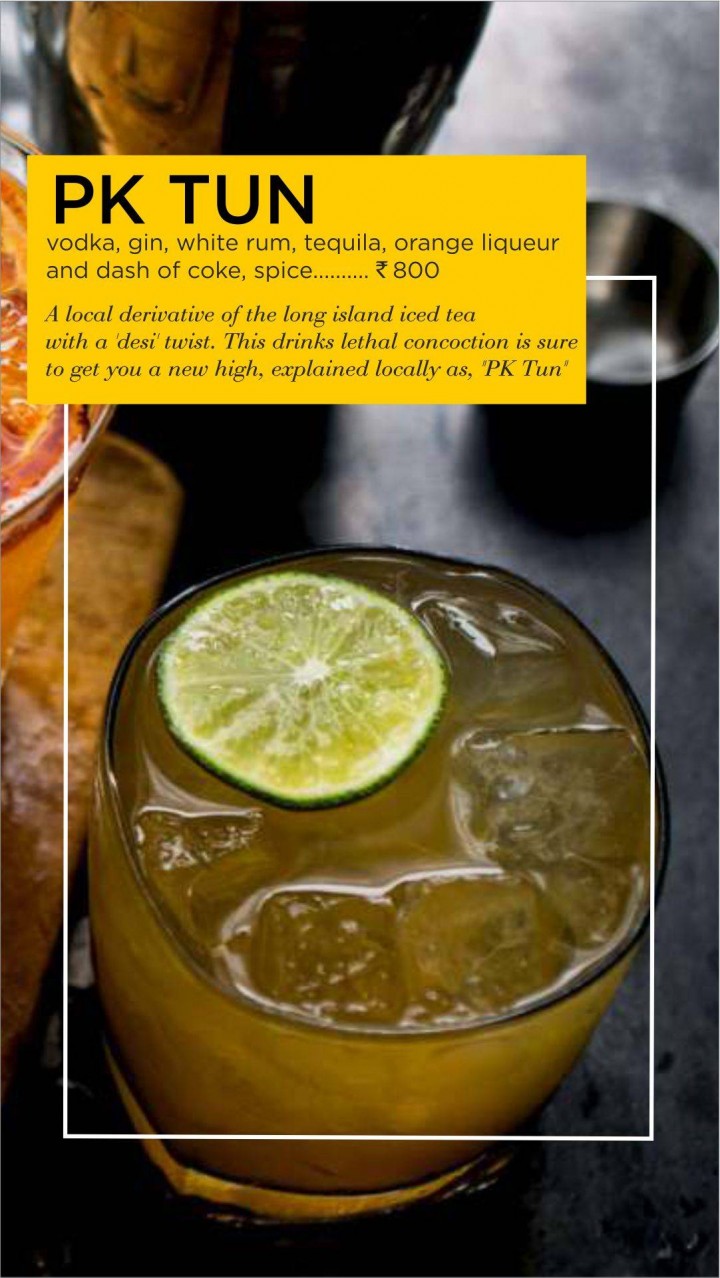 PK TUN
vodka, gin, white rum, tequila, orange liqueur
and dash of coke, spice.......... ₹ 800
A local derivative of the long island iced tea
with a 'desi' twist. This drinks lethal concoction is sure
to get you a new high, explained locally as, "PK Tun"